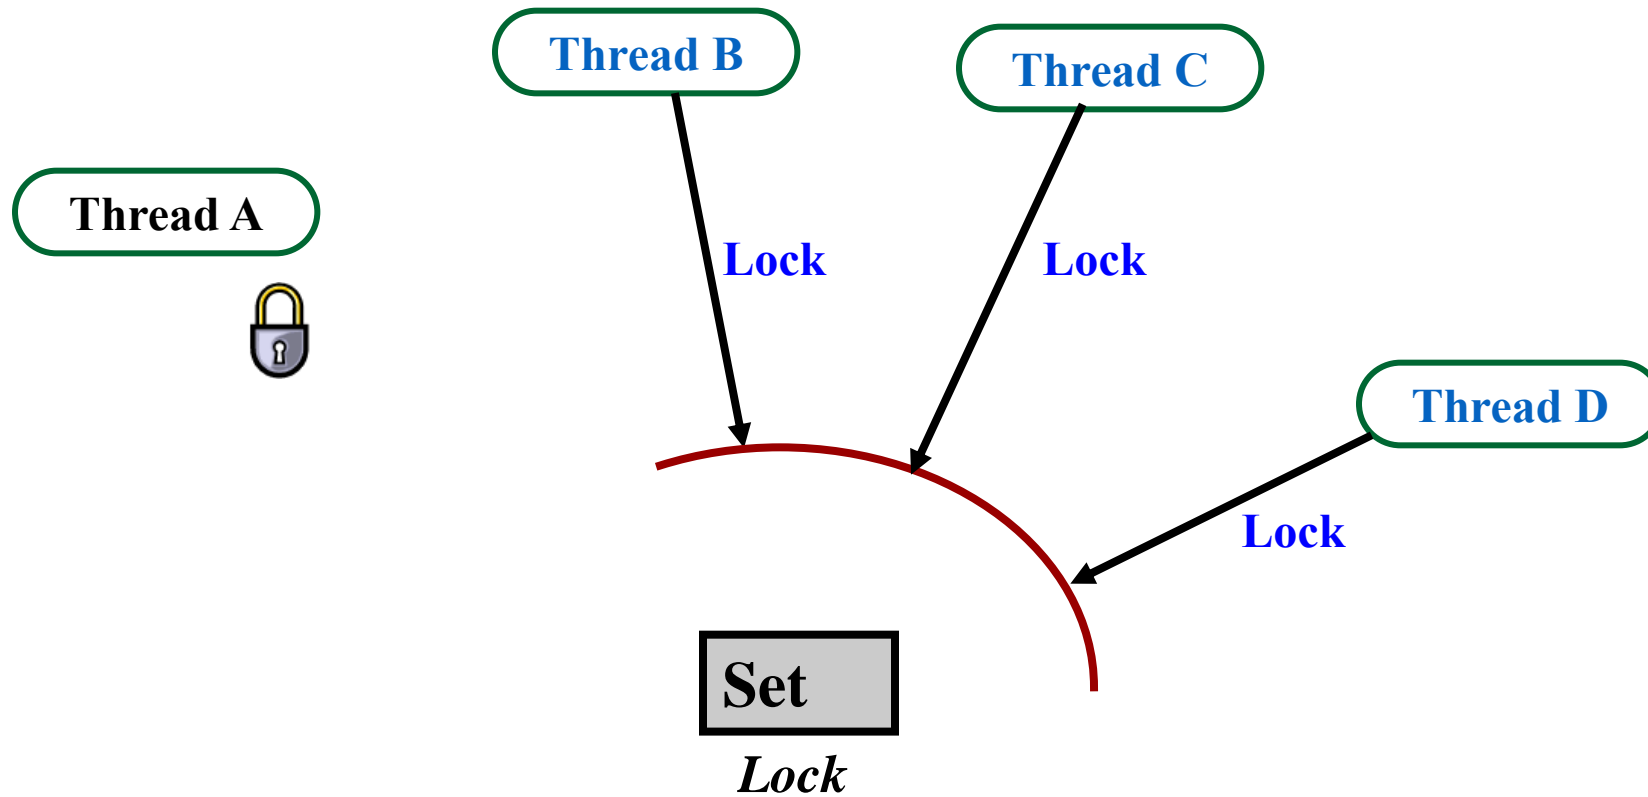 Thread B
Thread C
Thread A
Lock
Lock
Thread D
Lock
Set
Lock